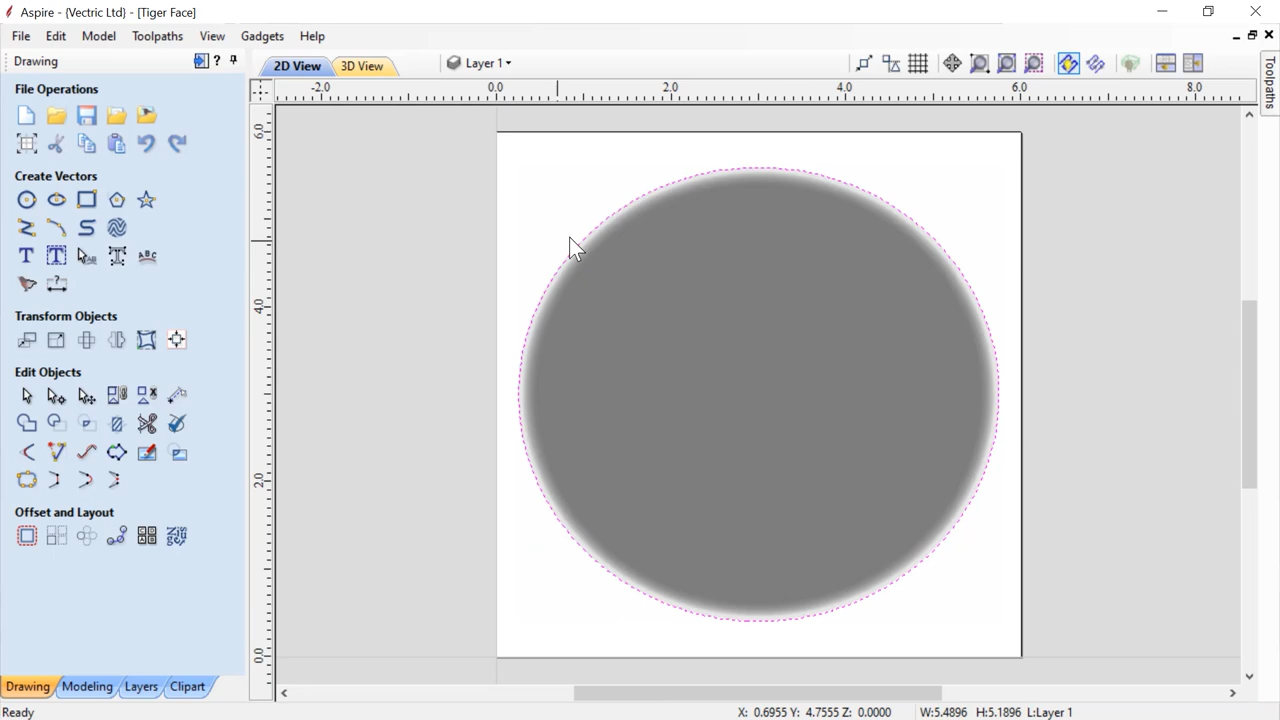 Aspire - {Vectric Ltd} - [Tiger Face]
File Edit Model Toolpaths View Gadgets Help
Drawing
2D View 3D View Layer 1
Toolpaths
File Operations
Create Vectors
Transform Objects
Edit Objects
Offset and Layout
-2.0 0.0 2.0 4.0 6.0 8.0
6.0
4.0
2.0
0.0
Drawing Modeling Layers Clipart
Ready X: 0.6955 Y: 4.7555 Z: 0.0000 W:5.4896 H:5.1896 L:Layer 1